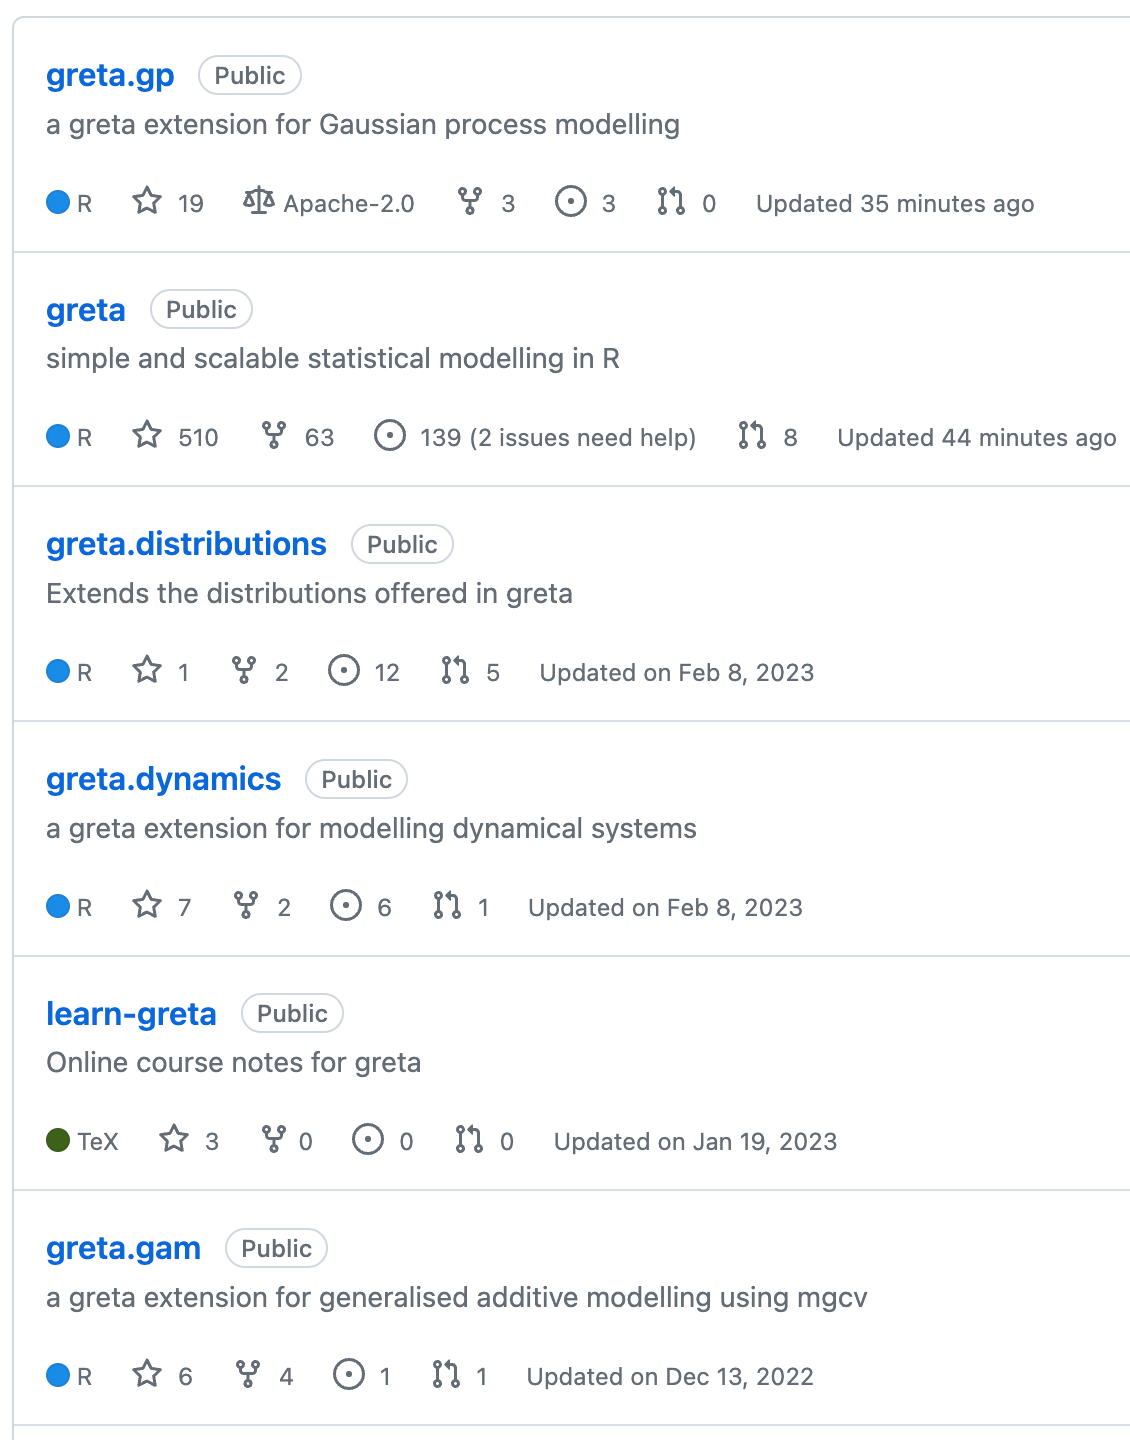 greta.gp Public
a greta extension for Gaussian process modelling
R 19 Apache-2.0 3 3 0 Updated 35 minutes ago
greta Public
simple and scalable statistical modelling in R
R 510 63 139 (2 issues need help) 8 Updated 44 minutes ago
greta.distributions Public
Extends the distributions offered in greta
R 1 2 12 5 Updated on Feb 8, 2023
greta.dynamics Public
a greta extension for modelling dynamical systems
R 7 2 6 1 Updated on Feb 8, 2023
learn-greta Public
Online course notes for greta
TeX 3 0 0 0 Updated on Jan 19, 2023
greta.gam Public
a greta extension for generalised additive modelling using mgcv
R 6 4 1 1 Updated on Dec 13, 2022